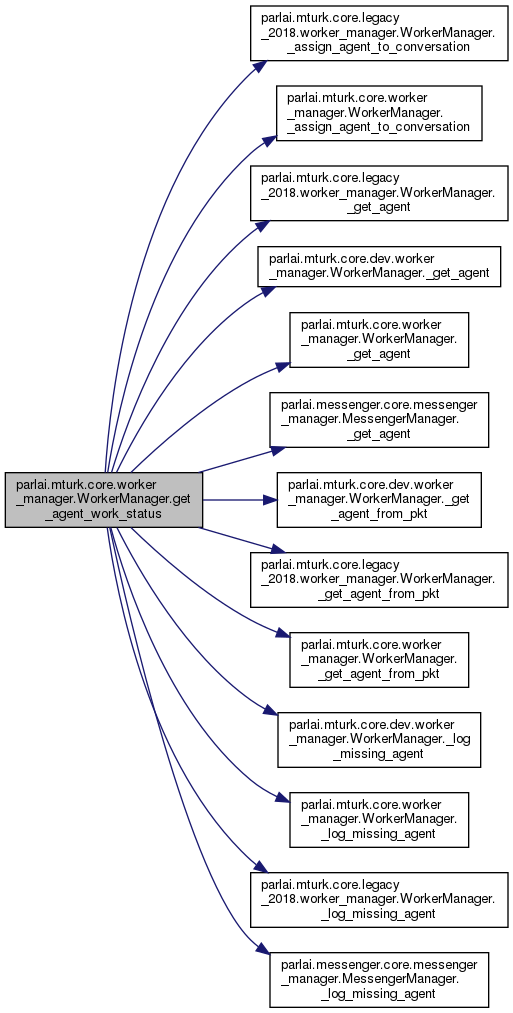 parlai.mturk.core.legacy
_2018.worker_manager.WorkerManager.
_assign_agent_to_conversation
parlai.mturk.core.worker
_manager.WorkerManager.
_assign_agent_to_conversation
parlai.mturk.core.legacy
_2018.worker_manager.WorkerManager.
_get_agent
parlai.mturk.core.dev.worker
_manager.WorkerManager._get_agent
parlai.mturk.core.worker
_manager.WorkerManager.
_get_agent
parlai.messenger.core.messenger
_manager.MessengerManager.
_get_agent
parlai.mturk.core.worker
_manager.WorkerManager.get
_agent_work_status
parlai.mturk.core.dev.worker
_manager.WorkerManager._get
_agent_from_pkt
parlai.mturk.core.legacy
_2018.worker_manager.WorkerManager.
_get_agent_from_pkt
parlai.mturk.core.worker
_manager.WorkerManager.
_get_agent_from_pkt
parlai.mturk.core.dev.worker
_manager.WorkerManager._log
_missing_agent
parlai.mturk.core.worker
_manager.WorkerManager.
_log_missing_agent
parlai.mturk.core.legacy
_2018.worker_manager.WorkerManager.
_log_missing_agent
parlai.messenger.core.messenger
_manager.MessengerManager.
_log_missing_agent